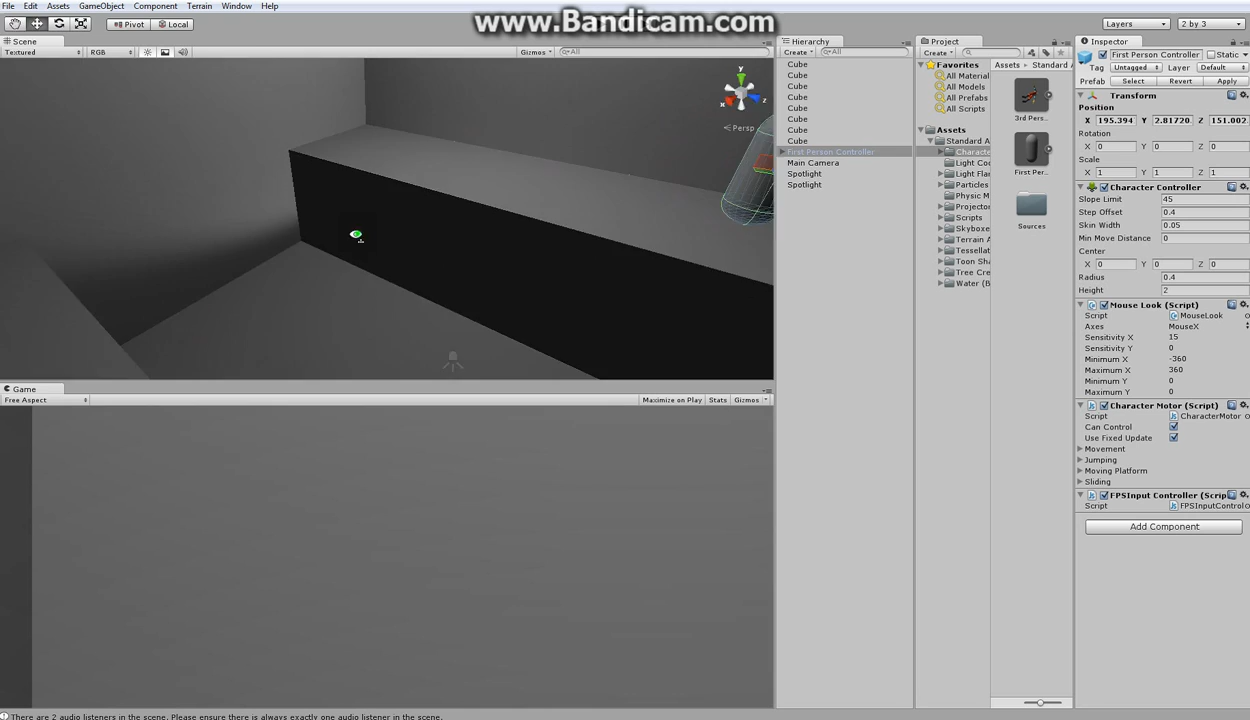 File Edit Assets GameObject Component Terrain Window Help
www.Bandicam.com
Pivot Local Layers 2 by 3
Scene
Textured RGB Gizmos All
y
x z
Persp
Game
Free Aspect Maximize on Play Stats Gizmos
Hierarchy
Create All
Cube
Cube
Cube
Cube
Cube
Cube
Cube
Cube
First Person Controller
Main Camera
Spotlight
Spotlight
Project
Create
Favorites
All Material
All Models
All Prefabs
All Scripts
Assets
Standard A
Characte
Light Coo
Light Flar
Particles
Physic M
Projector
Scripts
Skyboxe
Terrain A
Tessellat
Toon Sha
Tree Cre
Water (B
Assets Standard A
3rd Pers...
First Per...
Sources
Inspector
First Person Controller Static
Tag Untagged Layer Default
Prefab Select Revert Apply
Transform
Position
X 195.394 Y 2.81720 Z 151.002
Rotation
X 0 Y 0 Z 0
Scale
X 1 Y 1 Z 1
Character Controller
Slope Limit 45
Step Offset 0.4
Skin Width 0.05
Min Move Distance 0
Center
X 0 Y 0 Z 0
Radius 0.4
Height 2
Mouse Look (Script)
Script MouseLook
Axes MouseX
Sensitivity X 15
Sensitivity Y 0
Minimum X -360
Maximum X 360
Minimum Y 0
Maximum Y 0
Character Motor (Script)
Script CharacterMotor
Can Control
Use Fixed Update
Movement
Jumping
Moving Platform
Sliding
FPSInput Controller (Scrip
Script FPSInputControl
Add Component
There are 2 audio listeners in the scene. Please ensure there is always exactly one audio listener in the scene.